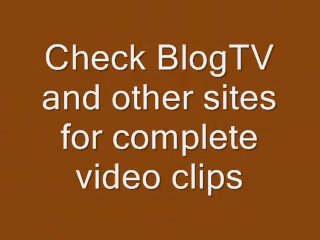 Check BlogTV
and other sites
for complete
video clips